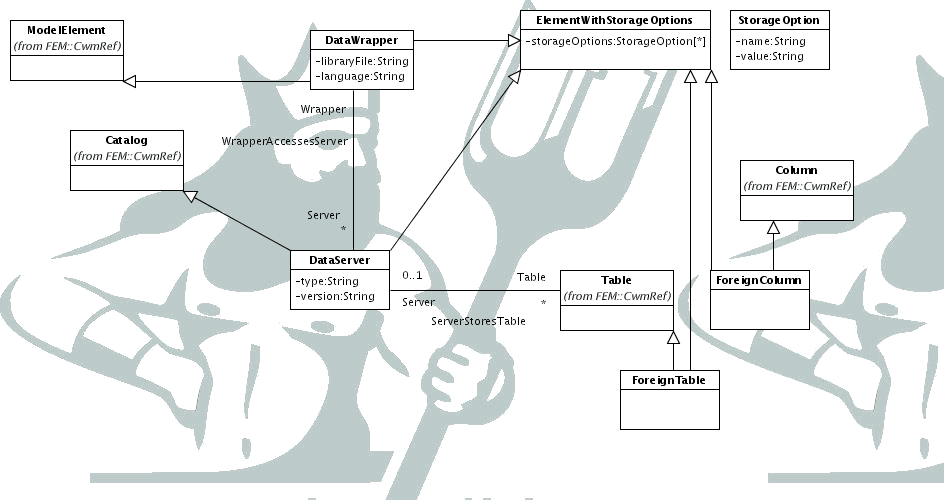 ModelElement
(from FEM::CwmRef)
DataWrapper
-libraryFile:String
-language:String
ElementWithStorageOptions
-storageOptions:StorageOption[*]
StorageOption
-name:String
-value:String
Wrapper
WrapperAccessesServer
Catalog
(from FEM::CwmRef)
Column
(from FEM::CwmRef)
Server
*
DataServer
-type:String
-version:String
0..1
Server
Table
*
ServerStoresTable
Table
(from FEM::CwmRef)
ForeignColumn
ForeignTable